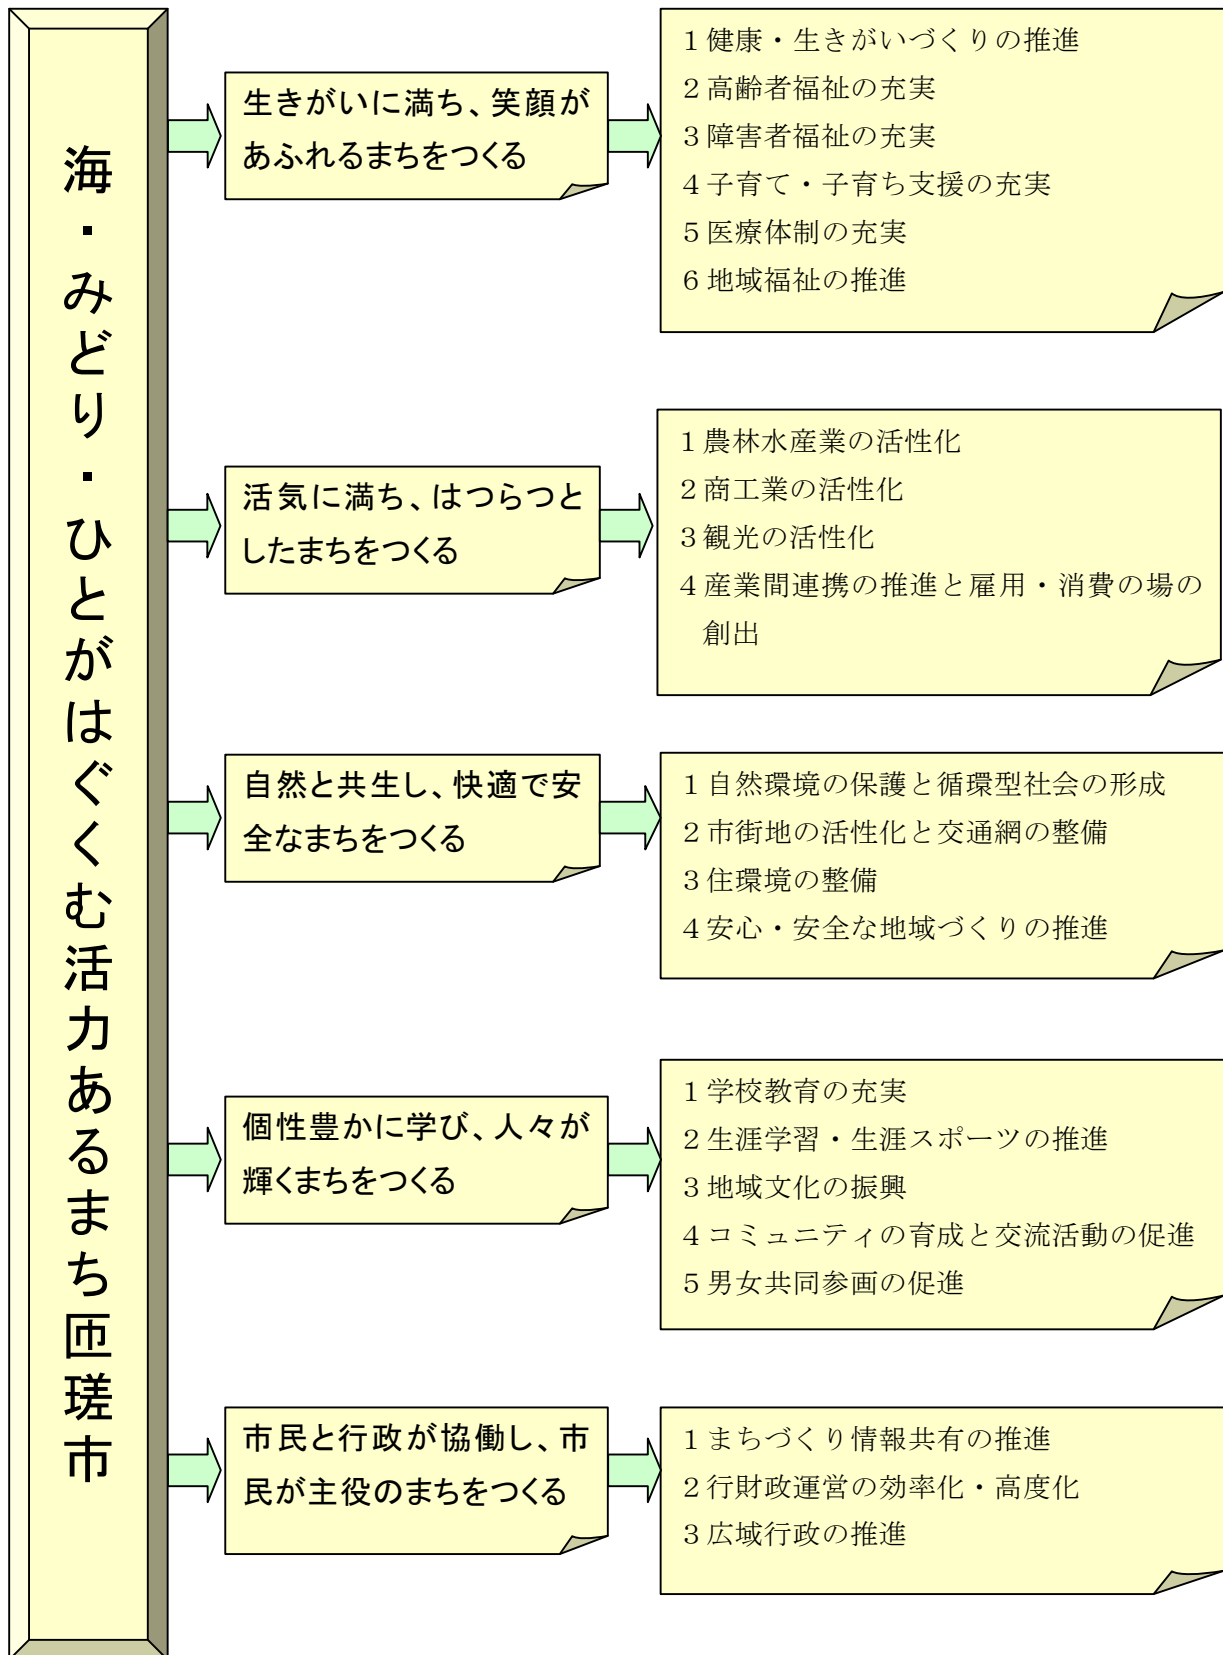 海・みどり・ひとがはぐくむ活力あるまち匝瑳市
生きがいに満ち、笑顔が
あふれるまちをつくる
1 健康・生きがいづくりの推進
2 高齢者福祉の充実
3 障害者福祉の充実
4 子育て・子育ち支援の充実
5 医療体制の充実
6 地域福祉の推進
活気に満ち、はつらつと
したまちをつくる
1 農林水産業の活性化
2 商工業の活性化
3 観光の活性化
4 産業間連携の推進と雇用・消費の場の
創出
自然と共生し、快適で安
全なまちをつくる
1 自然環境の保護と循環型社会の形成
2 市街地の活性化と交通網の整備
3 住環境の整備
4 安心・安全な地域づくりの推進
個性豊かに学び、人々が
輝くまちをつくる
1 学校教育の充実
2 生涯学習・生涯スポーツの推進
3 地域文化の振興
4 コミュニティの育成と交流活動の促進
5 男女共同参画の促進
市民と行政が協働し、市
民が主役のまちをつくる
1 まちづくり情報共有の推進
2 行財政運営の効率化・高度化
3 広域行政の推進